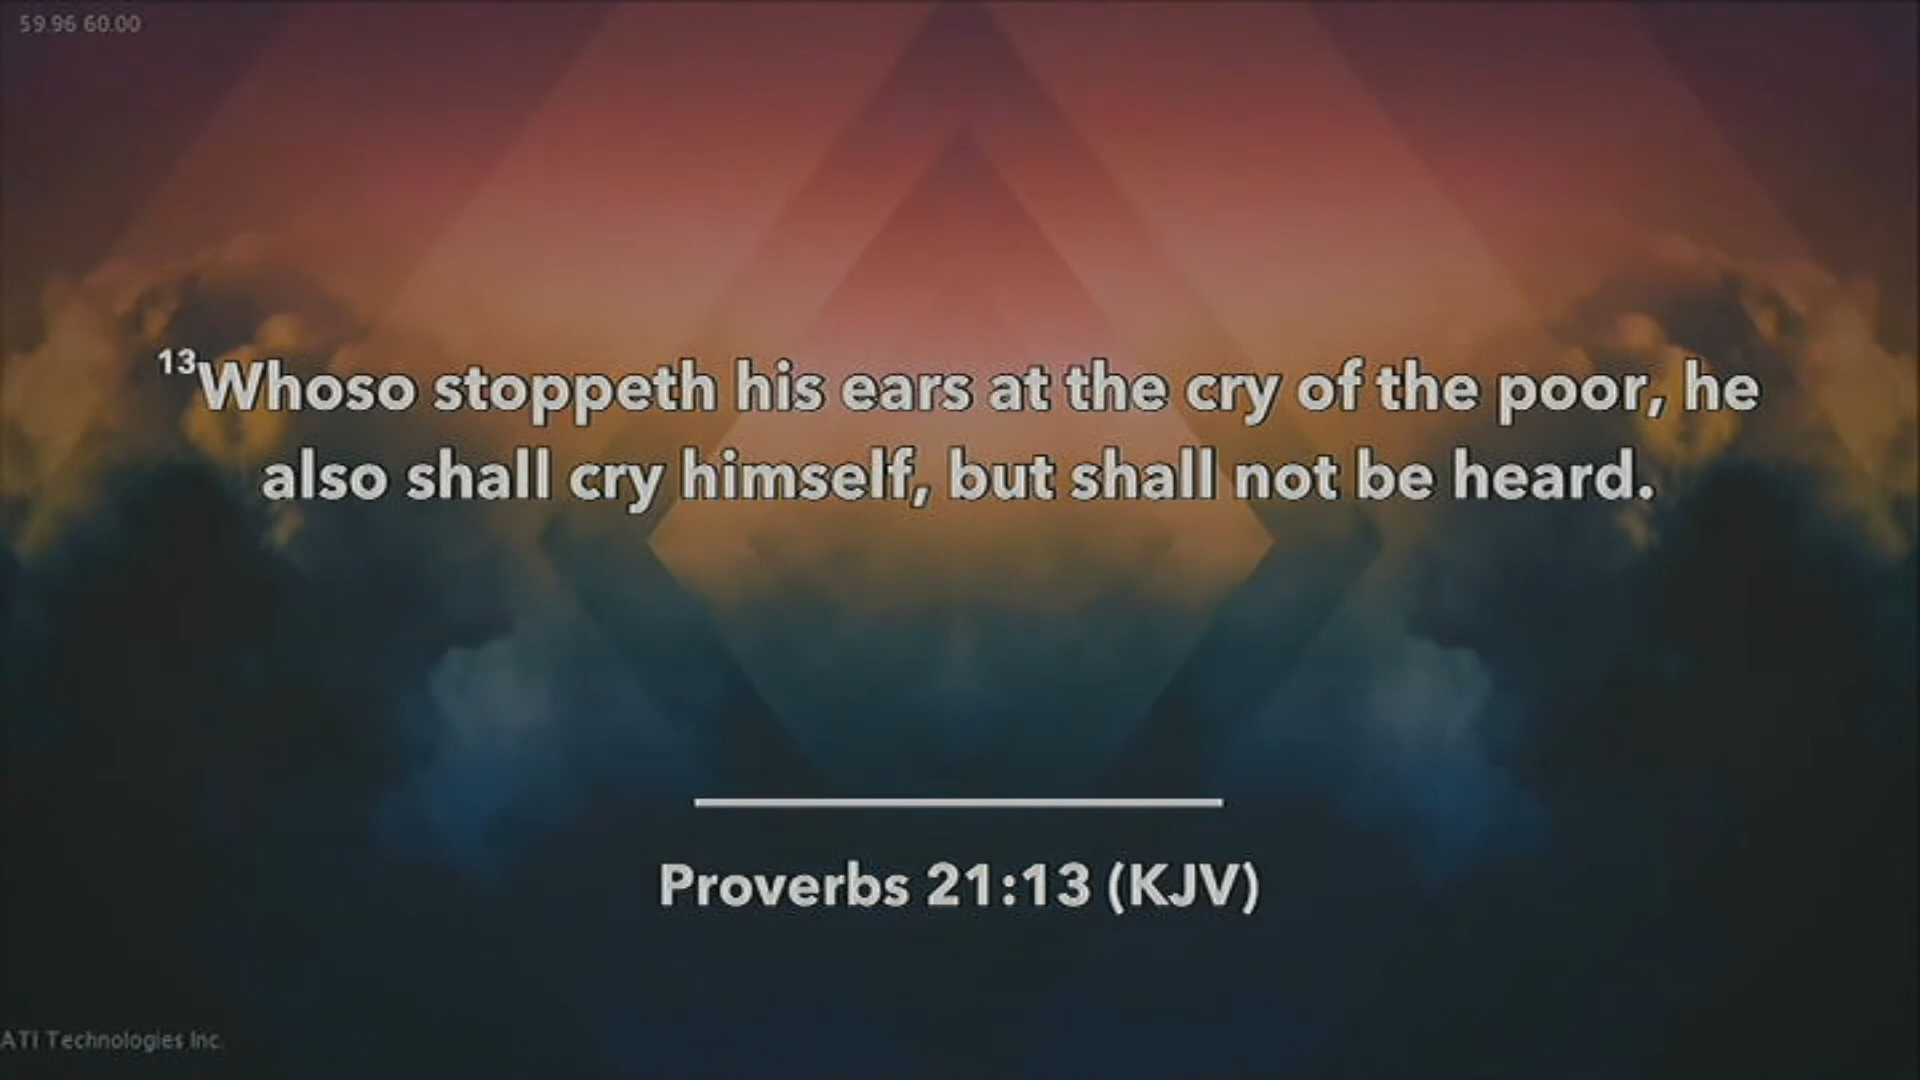 59.96 60.00
13Whoso stoppeth his ears at the cry of the poor, he
also shall cry himself, but shall not be heard.
Proverbs 21:13 (KJV)
ATI Technologies Inc.